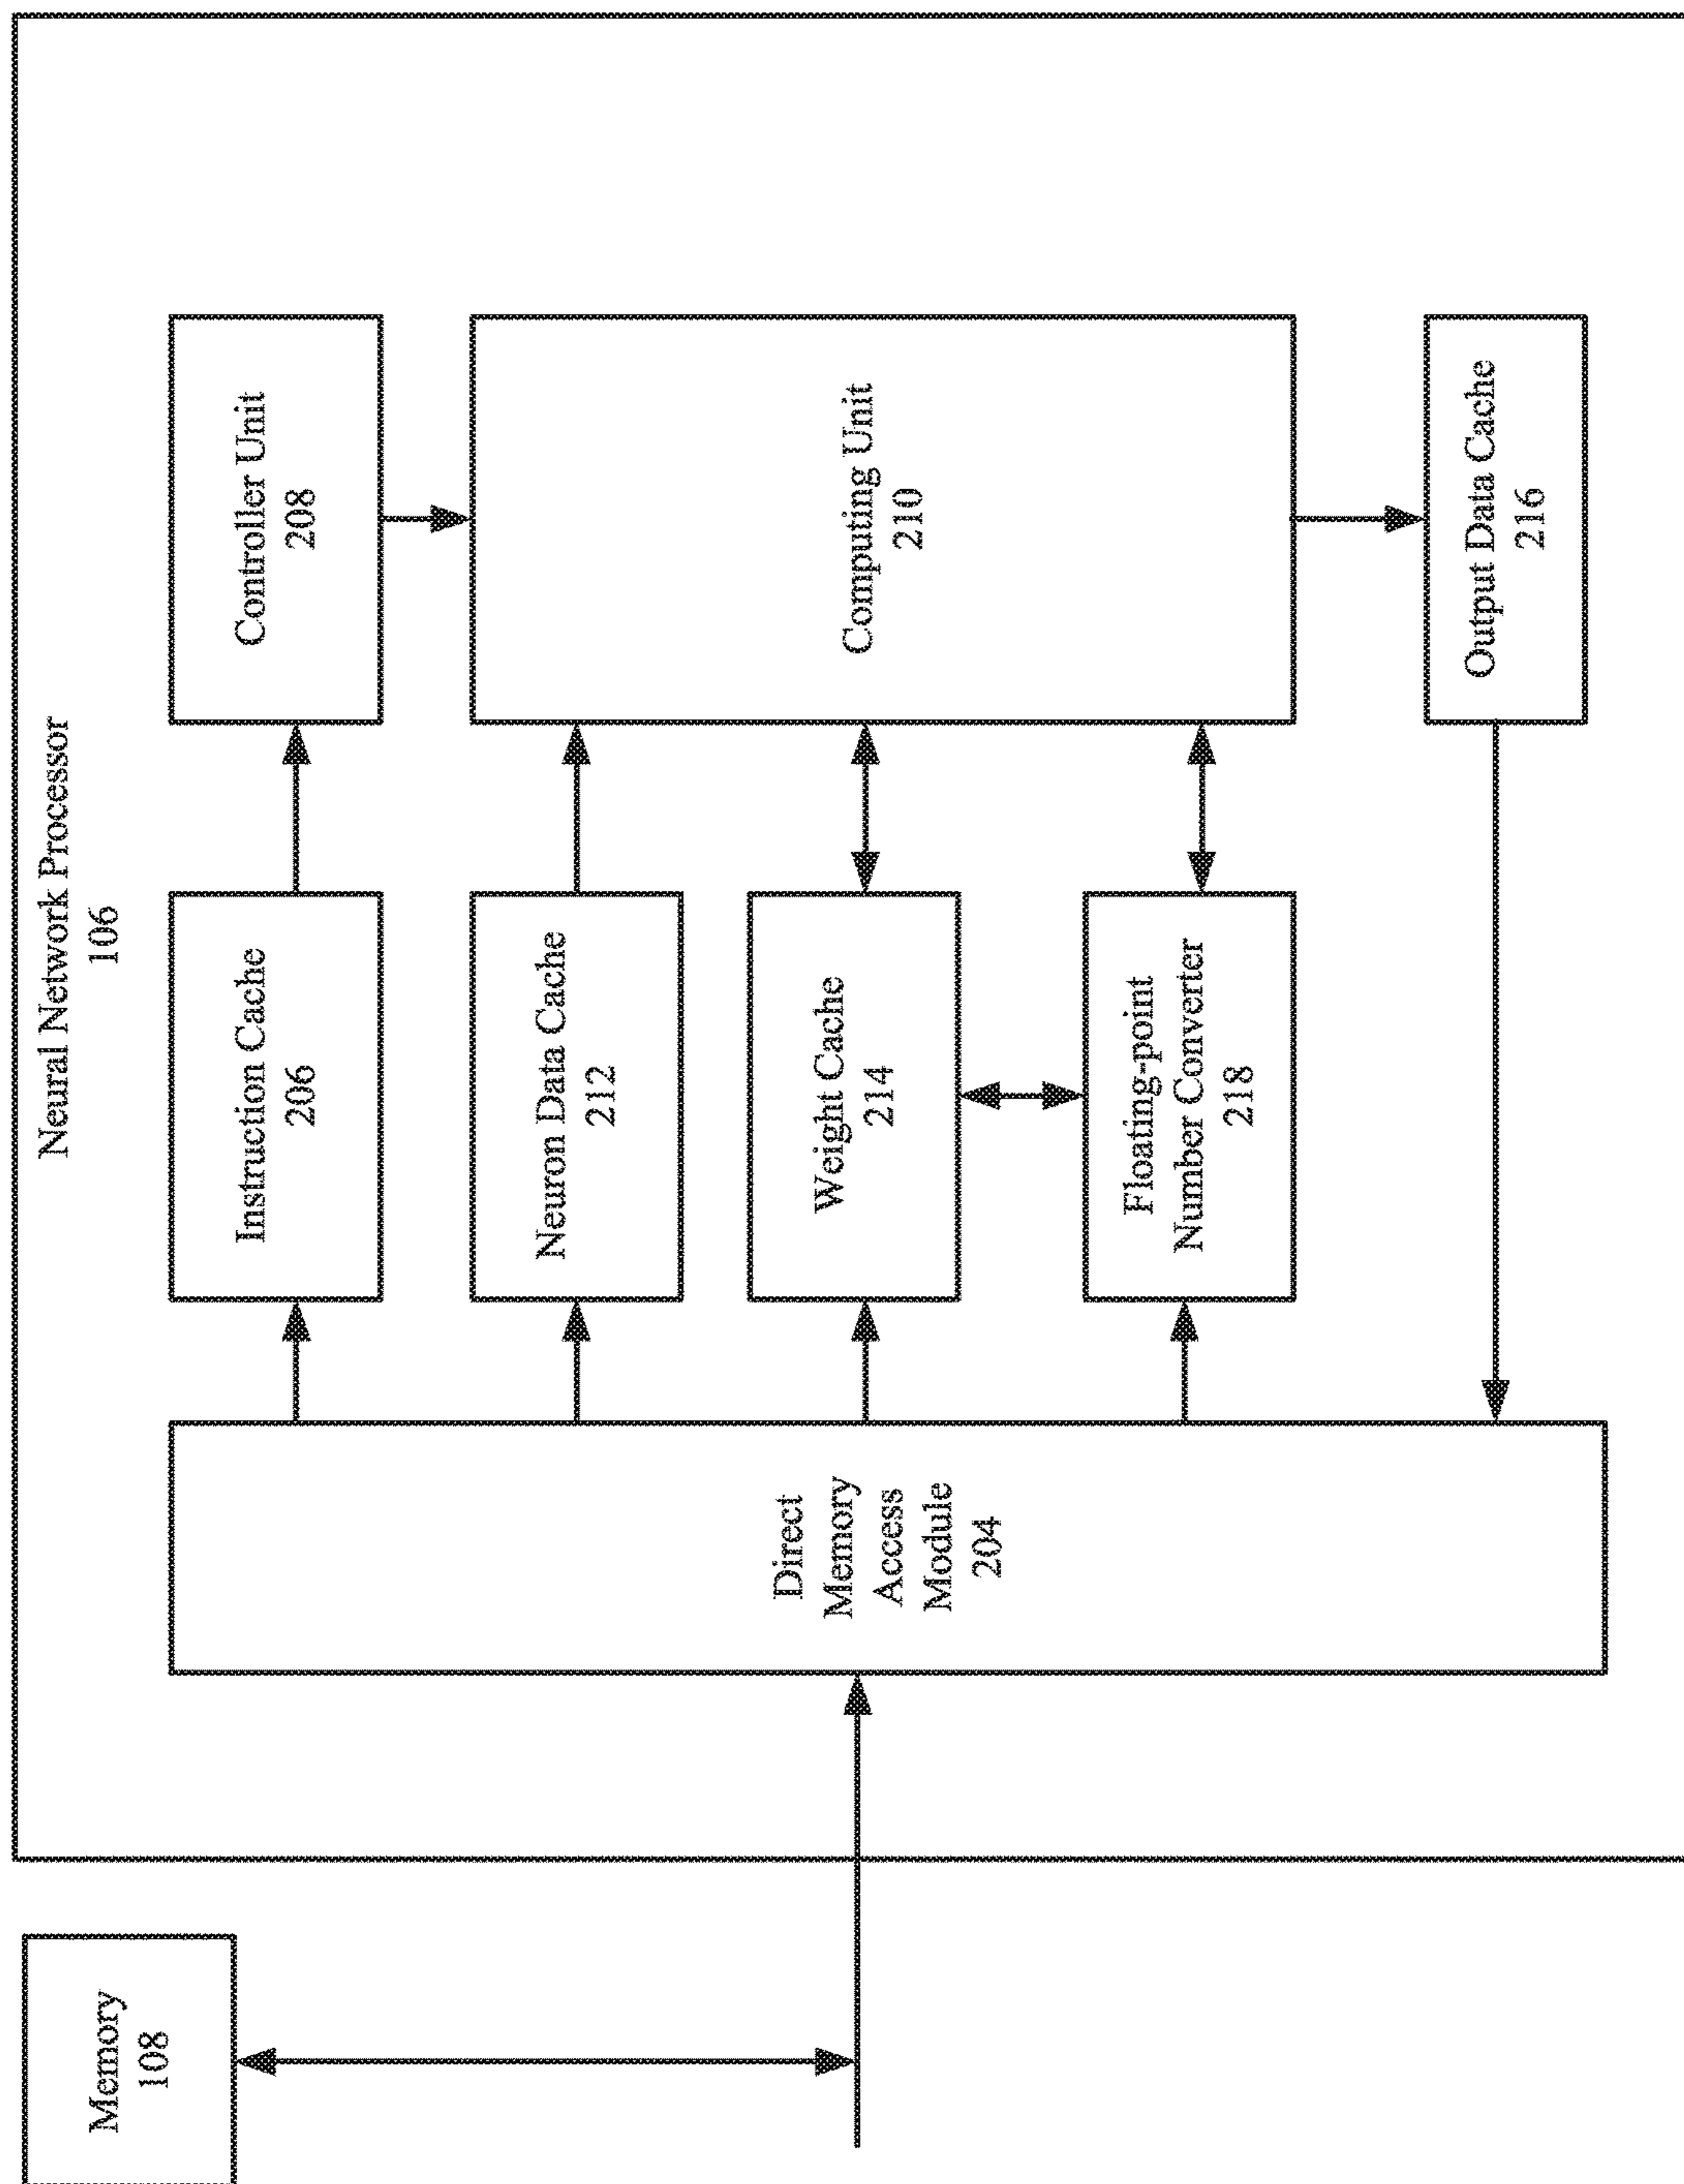 Neural Network Processor
106
Memory
108
Direct
Memory
Access
Module
204
Instruction Cache
206
Controller Unit
208
Neuron Data Cache
212
Weight Cache
214
Floating-point
Number Converter
218
Computing Unit
210
Output Data Cache
216